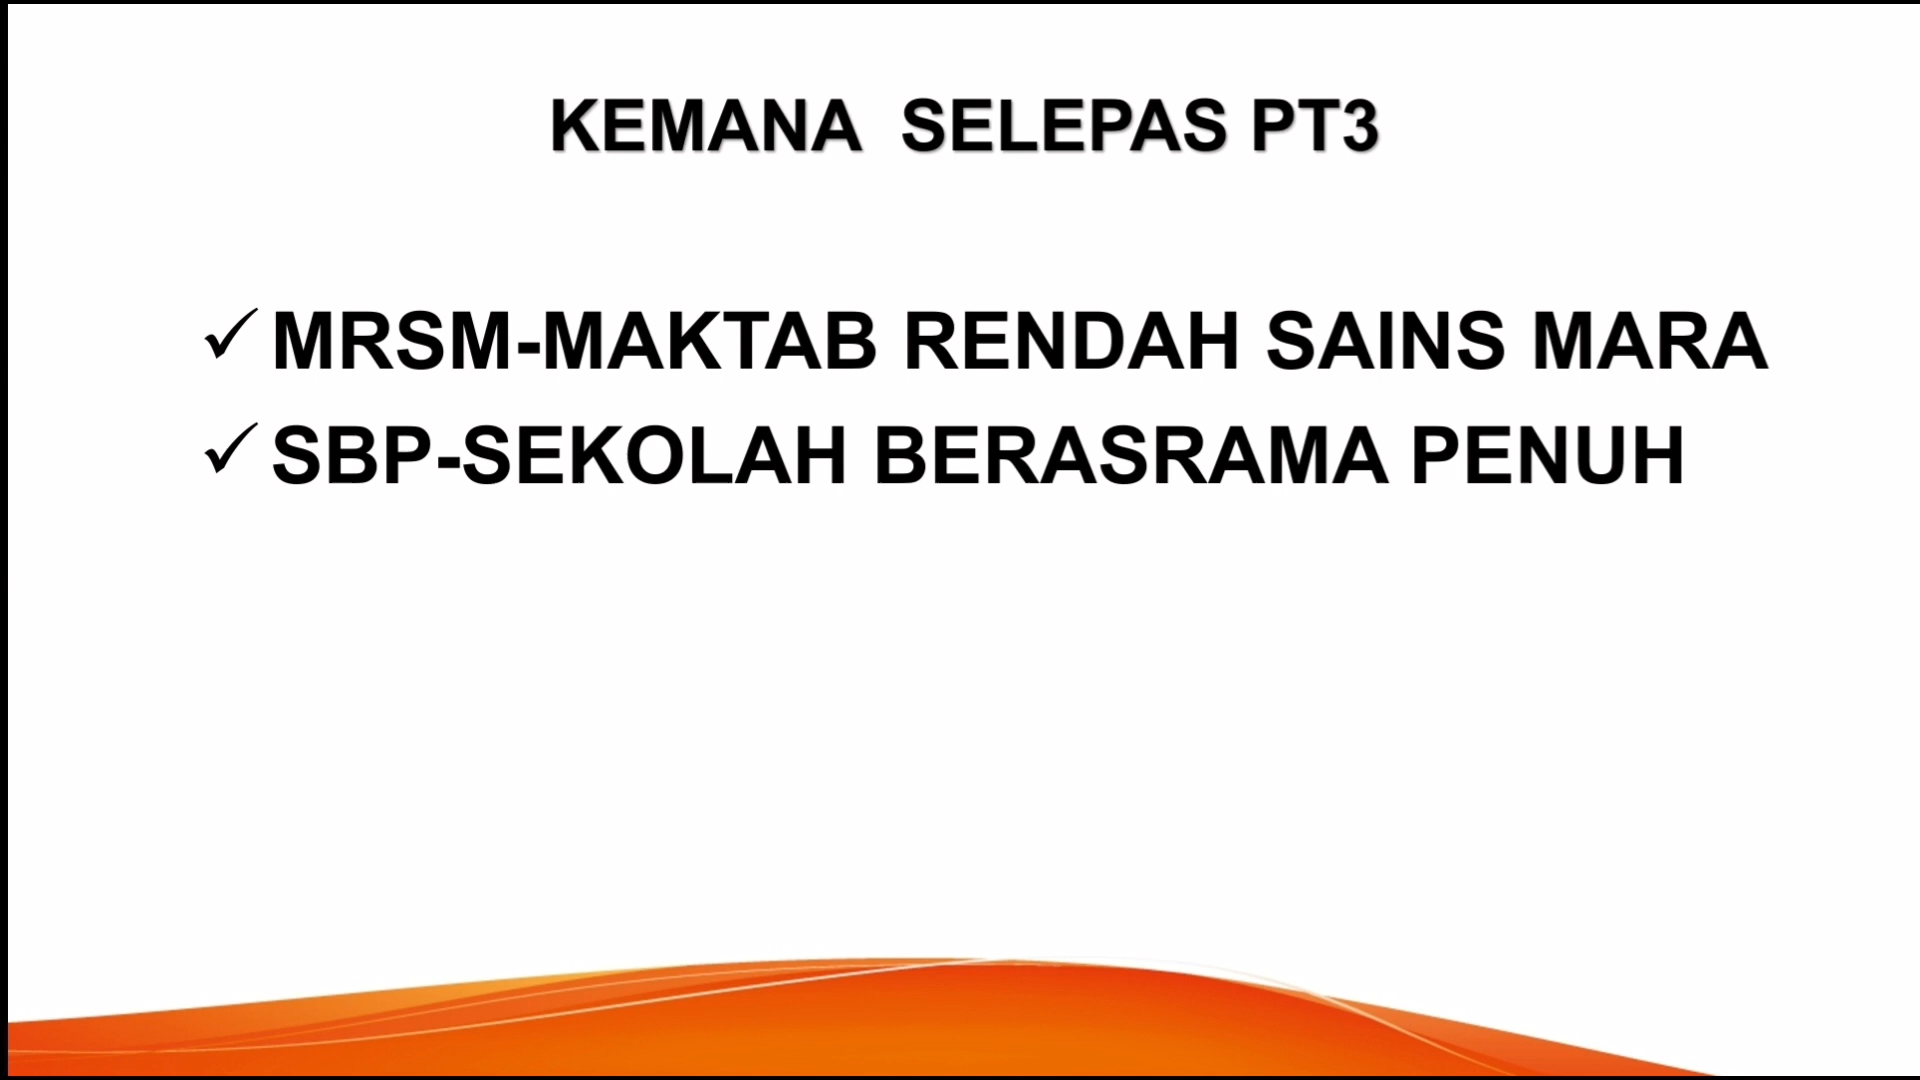 KEMANA  SELEPAS PT3
✓ MRSM-MAKTAB RENDAH SAINS MARA
✓ SBP-SEKOLAH BERASRAMA PENUH